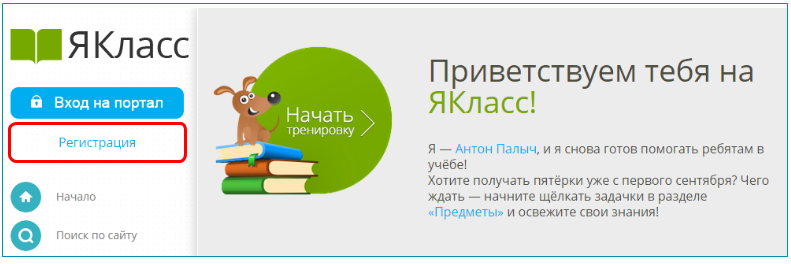 ЯКласс
Вход на портал
Регистрация
Начало
Поиск по сайту
Начать
тренировку
Приветствуем тебя на
ЯКласс!
Я — Антон Палыч, и я снова готов помогать ребятам в
учёбе!
Хотите получать пятёрки уже с первого сентября? Чего
ждать — начните щёлкать задачки в разделе
«Предметы» и освежите свои знания!